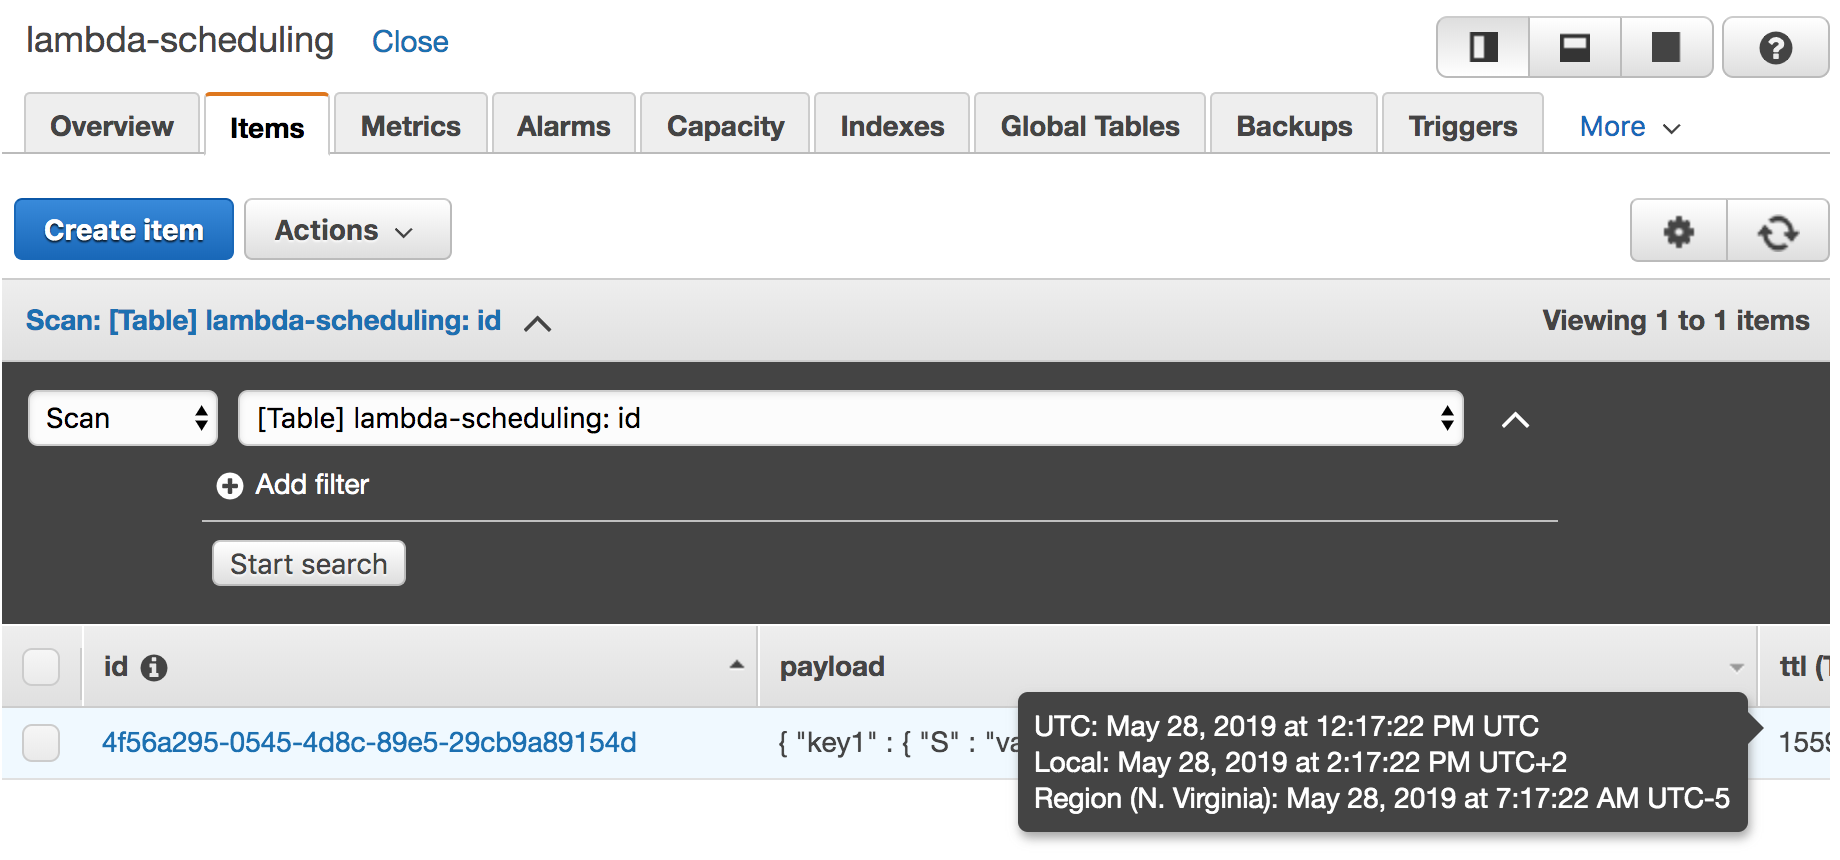 lambda-scheduling Close
Overview Items Metrics Alarms Capacity Indexes Global Tables Backups Triggers More
Create item Actions
Scan: [Table] lambda-scheduling: id Viewing 1 to 1 items
Scan [Table] lambda-scheduling: id
Add filter
Start search
id payload ttl (T
4f56a295-0545-4d8c-89e5-29cb9a89154d { "key1" : { "S" : "va 1559
UTC: May 28, 2019 at 12:17:22 PM UTC
Local: May 28, 2019 at 2:17:22 PM UTC+2
Region (N. Virginia): May 28, 2019 at 7:17:22 AM UTC-5